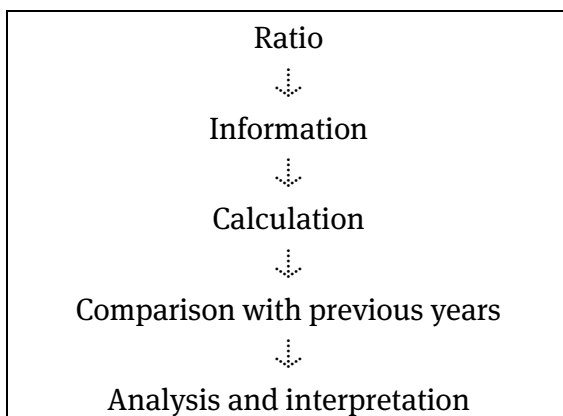 Ratio
Information
Calculation
Comparison with previous years
Analysis and interpretation